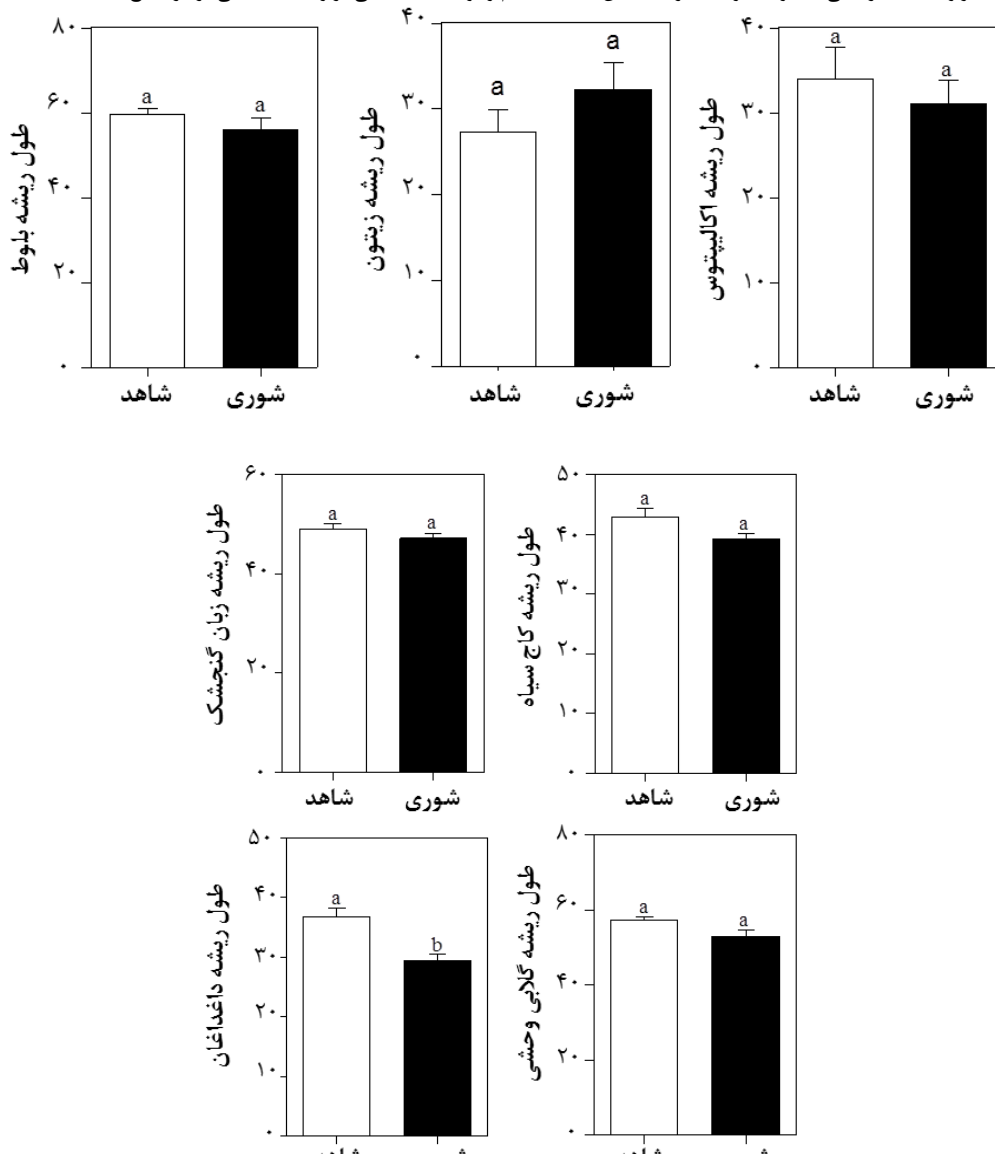 طول ریشه بلوط
۸۰
۶۰
۴۰
۲۰
۰
a
a
شاهد
شوری
طول ریشه زیتون
۴۰
۳۰
۲۰
۱۰
۰
a
a
شاهد
شوری
طول ریشه اکالیپتوس
۴۰
۳۰
۲۰
۱۰
۰
a
a
شاهد
شوری
طول ریشه زبان گنجشک
۶۰
۴۰
۲۰
۰
a
a
شاهد
شوری
طول ریشه کاج سیاه
۵۰
۴۰
۳۰
۲۰
۱۰
۰
a
a
شاهد
شوری
طول ریشه داغداغان
۵۰
۴۰
۳۰
۲۰
۱۰
۰
a
b
طول ریشه گلابی وحشی
۸۰
۶۰
۴۰
۲۰
۰
a
a